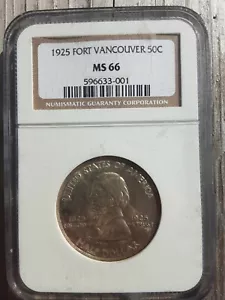 1925 FORT VANCOUVER 50C
MS 66
596633-001
NUMISMATIC GUARANTY CORPORATION
UNITED STATES OF AMERICA
1825 1925
HALF DOLLAR